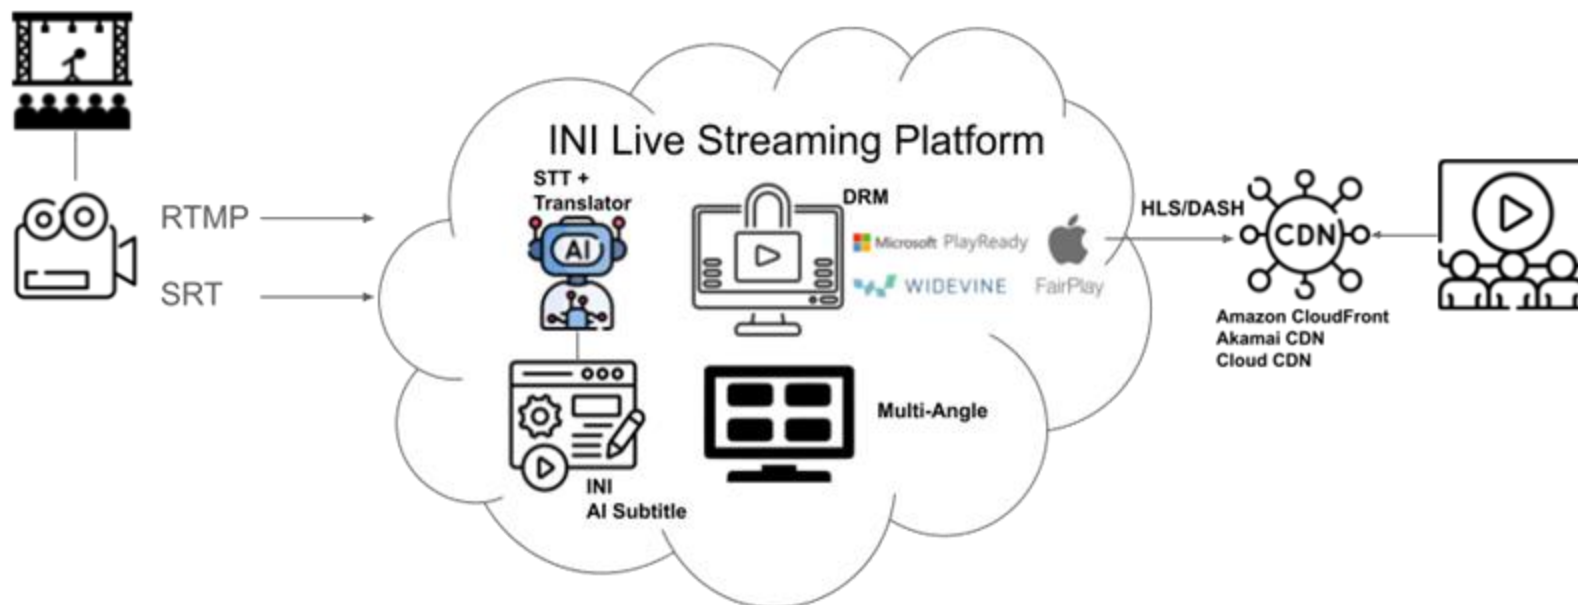 INI Live Streaming Platform
RTMP
SRT
STT +
Translator
AI
INI
AI Subtitle
DRM
Microsoft PlayReady
WIDEVINE
FairPlay
Multi-Angle
HLS/DASH
CDN
Amazon CloudFront
Akamai CDN
Cloud CDN